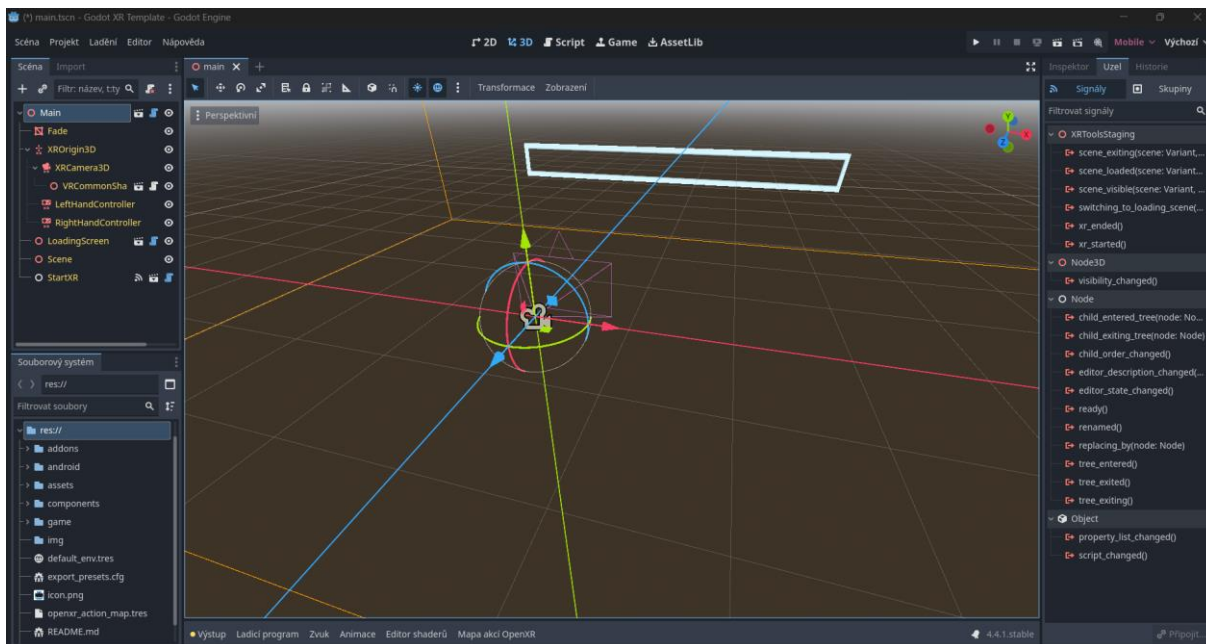 (*) main.tscn - Godot XR Template - Godot Engine
Scéna Projekt Ladění Editor Nápověda
2D 3D Script Game AssetLib
Mobile Výchozí
Scéna Import
Filtr: název, t:ty
Main
Fade
XROrigin3D
XRCamera3D
VRCommonSha
LeftHandController
RightHandController
LoadingScreen
Scene
StartXR
Souborový systém
res://
Filtrovat soubory
res://
addons
android
assets
components
game
img
default_env.tres
export_presets.cfg
icon.png
openxr_action_map.tres
README.md
main
Transformace Zobrazení
Perspektivní
Y
X
Z
Výstup Ladicí program Zvuk Animace Editor shaderů Mapa akcí OpenXR
4.4.1.stable
Inspektor Uzel Historie
Signály Skupiny
Filtrovat signály
XRToolsStaging
scene_exiting(scene: Variant,...
scene_loaded(scene: Variant...
scene_visible(scene: Variant, ...
switching_to_loading_scene(...
xr_ended()
xr_started()
Node3D
visibility_changed()
Node
child_entered_tree(node: No...
child_exiting_tree(node: Node)
child_order_changed()
editor_description_changed(...
editor_state_changed()
ready()
renamed()
replacing_by(node: Node)
tree_entered()
tree_exited()
tree_exiting()
Object
property_list_changed()
script_changed()
Připojit...